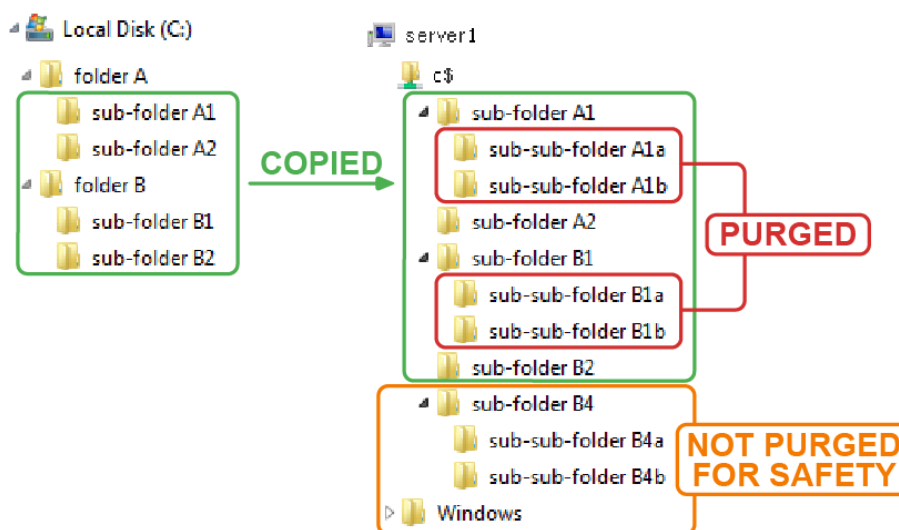 Local Disk (C:)
folder A
sub-folder A1
sub-folder A2
folder B
sub-folder B1
sub-folder B2
COPIED
server1
c$
sub-folder A1
sub-sub-folder A1a
sub-sub-folder A1b
sub-folder A2
sub-folder B1
sub-sub-folder B1a
sub-sub-folder B1b
sub-folder B2
sub-folder B4
sub-sub-folder B4a
sub-sub-folder B4b
Windows
PURGED
NOT PURGED
FOR SAFETY